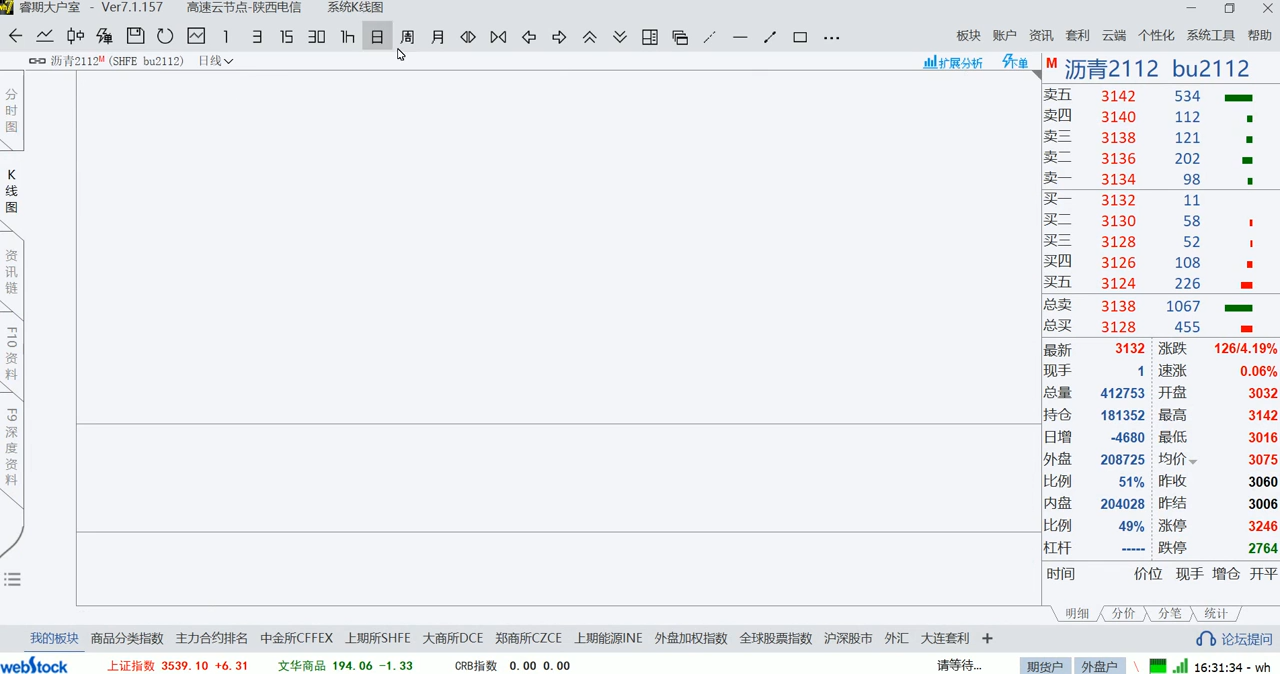 睿期大户室 - Ver7.1.157 高速云节点-陕西电信 系统K线图
1 3 15 30 1h 日 周 月
板块 账户 资讯 套利 云端 个性化 系统工具 帮助
沥青2112M (SHFE bu2112) 日线
扩展分析 下单
M 沥青2112 bu2112
分时图
K线图
资讯链
F10资料
F9深度资料
卖五 3142 534
卖四 3140 112
卖三 3138 121
卖二 3136 202
卖一 3134 98
买一 3132 11
买二 3130 58
买三 3128 52
买四 3126 108
买五 3124 226
总卖 3138 1067
总买 3128 455
最新 3132 涨跌 126/4.19%
现手 1 速涨 0.06%
总量 412753 开盘 3032
持仓 181352 最高 3142
日增 -4680 最低 3016
外盘 208725 均价 3075
比例 51% 昨收 3060
内盘 204028 昨结 3006
比例 49% 涨停 3246
杠杆 ----- 跌停 2764
时间 价位 现手 增仓 开平
明细 分价 分笔 统计
我的板块 商品分类指数 主力合约排名 中金所CFFEX 上期所SHFE 大商所DCE 郑商所CZCE 上期能源INE 外盘加权指数 全球股票指数 沪深股市 外汇 大连套利 + 论坛提问
webStock 上证指数 3539.10 +6.31 文华商品 194.06 -1.33 CRB指数 0.00 0.00 请等待... 期货户 外盘户 16:31:34 - wh